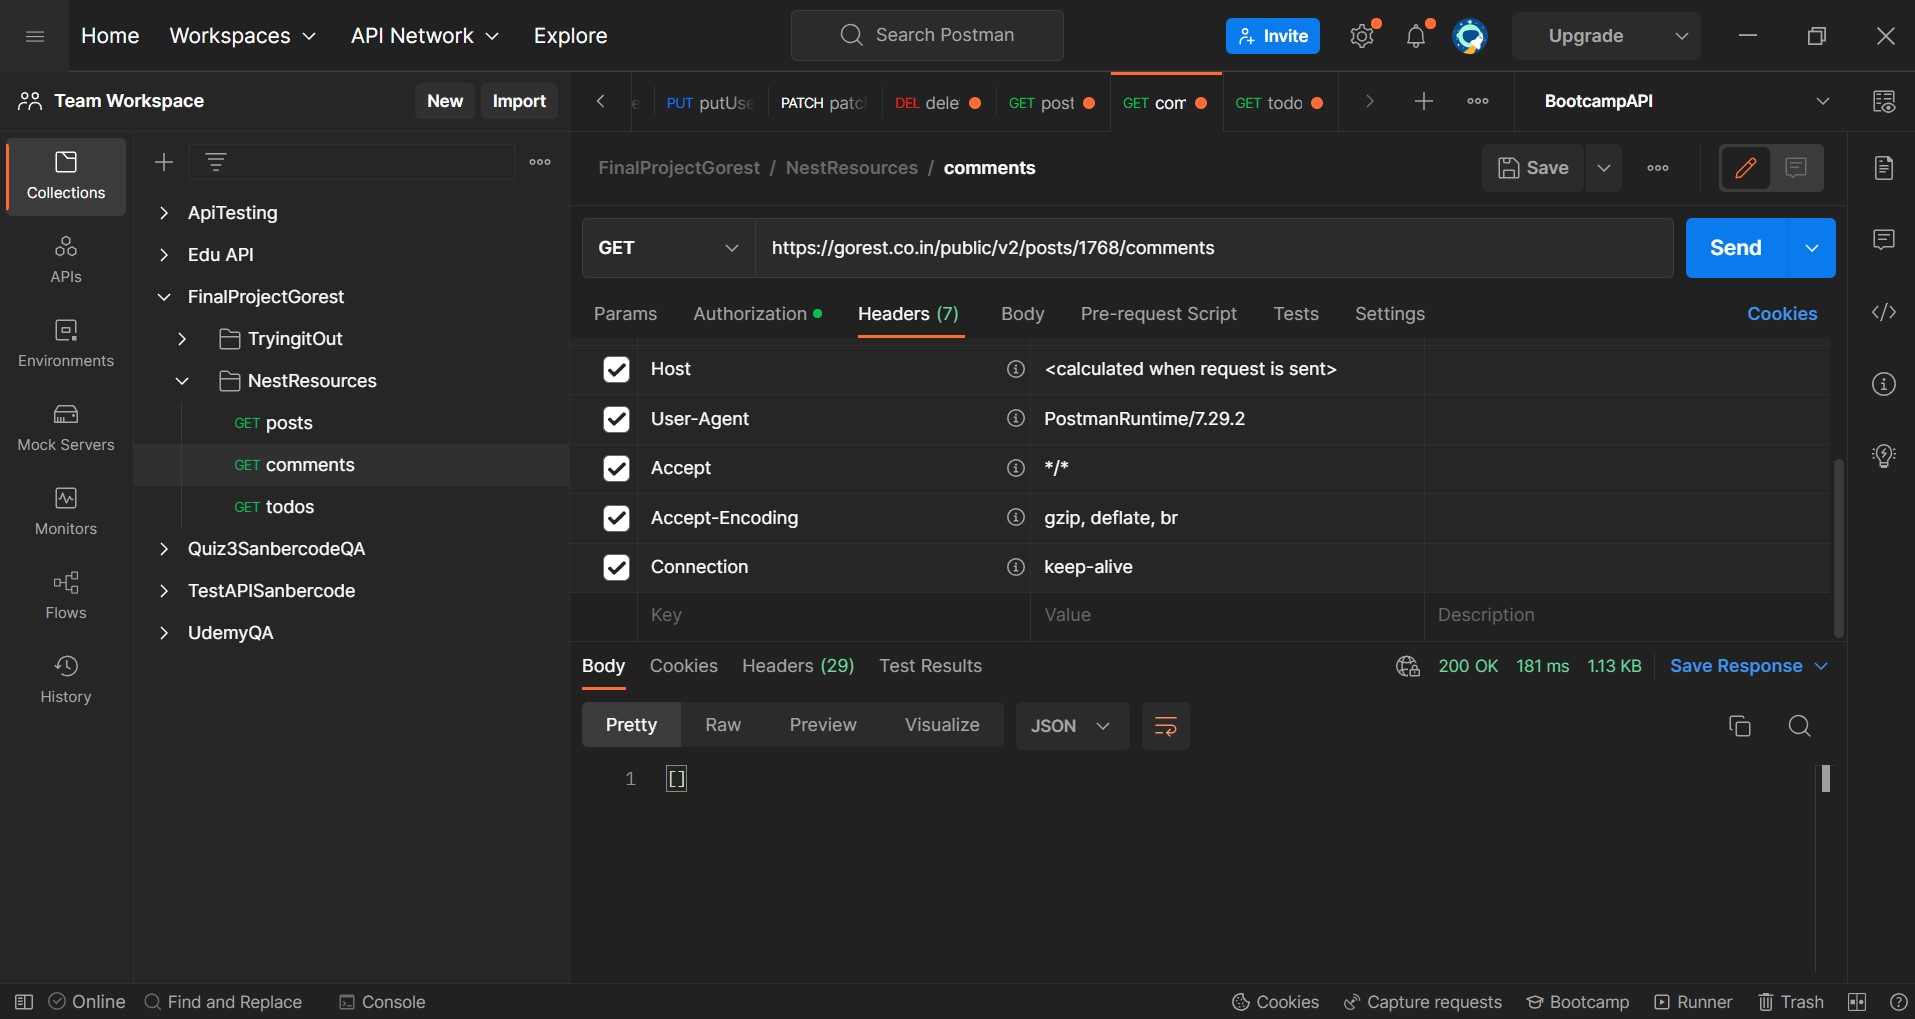 Home Workspaces API Network Explore Search Postman Invite Upgrade
Team Workspace New Import PUT putUse PATCH patc DEL dele GET post GET com GET todo BootcampAPI
FinalProjectGorest / NestResources / comments Save
Collections
APIs
Environments
Mock Servers
Monitors
Flows
History
ApiTesting
Edu API
FinalProjectGorest
TryingitOut
NestResources
GET posts
GET comments
GET todos
Quiz3SanbercodeQA
TestAPISanbercode
UdemyQA
GET https://gorest.co.in/public/v2/posts/1768/comments Send
Params Authorization Headers (7) Body Pre-request Script Tests Settings Cookies
Host <calculated when request is sent>
User-Agent PostmanRuntime/7.29.2
Accept */*
Accept-Encoding gzip, deflate, br
Connection keep-alive
Key Value Description
Body Cookies Headers (29) Test Results 200 OK 181 ms 1.13 KB Save Response
Pretty Raw Preview Visualize JSON
1 []
Online Find and Replace Console Cookies Capture requests Bootcamp Runner Trash